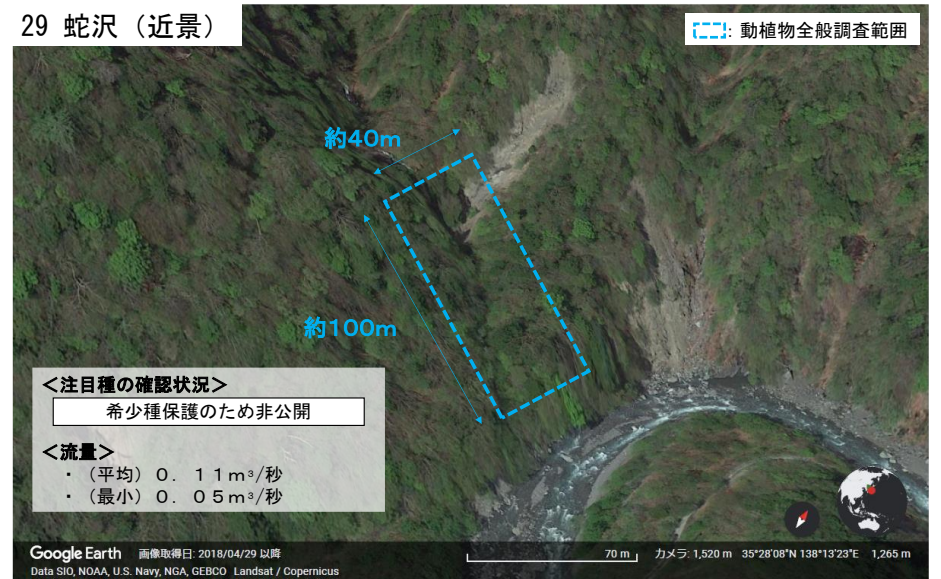 29 蛇沢（近景）
: 動植物全般調査範囲
約40m
約100m
＜注目種の確認状況＞
希少種保護のため非公開
＜流量＞
・（平均）０．１１ｍ³/秒
・（最小）０．０５ｍ³/秒
Google Earth 画像取得日: 2018/04/29 以降
70 m カメラ: 1,520 m 35°28'08"N 138°13'23"E 1,265 m
Data SIO, NOAA, U.S. Navy, NGA, GEBCO Landsat / Copernicus